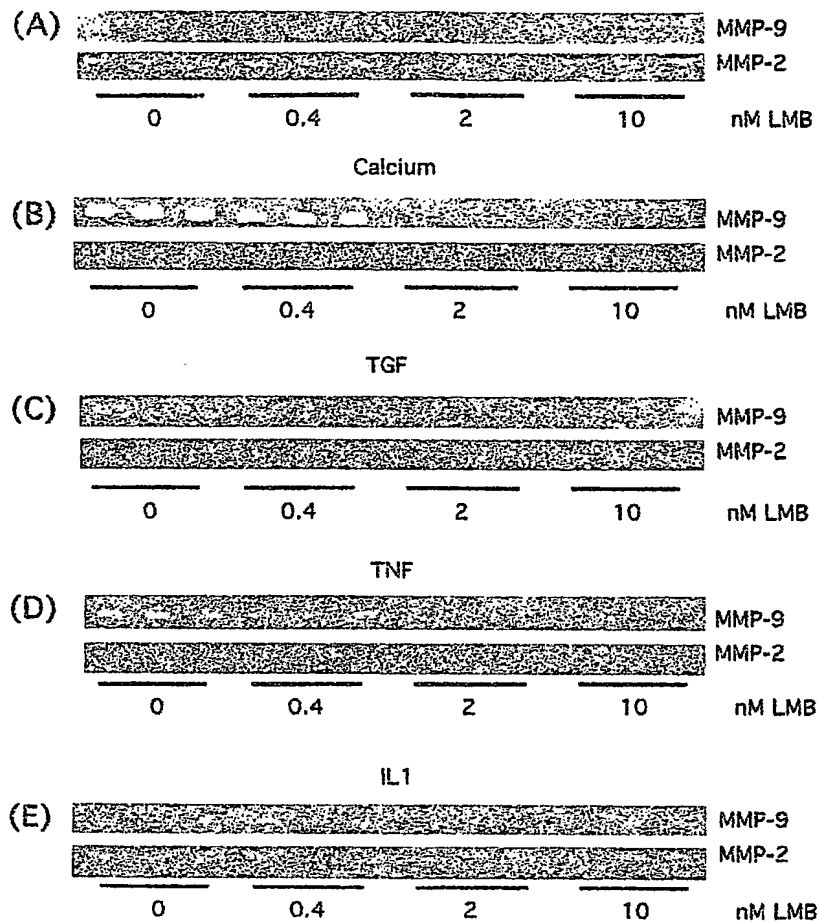 (A) MMP-9
MMP-2
0 0.4 2 10 nM LMB
Calcium
(B) MMP-9
MMP-2
0 0.4 2 10 nM LMB
TGF
(C) MMP-9
MMP-2
0 0.4 2 10 nM LMB
TNF
(D) MMP-9
MMP-2
0 0.4 2 10 nM LMB
IL1
(E) MMP-9
MMP-2
0 0.4 2 10 nM LMB